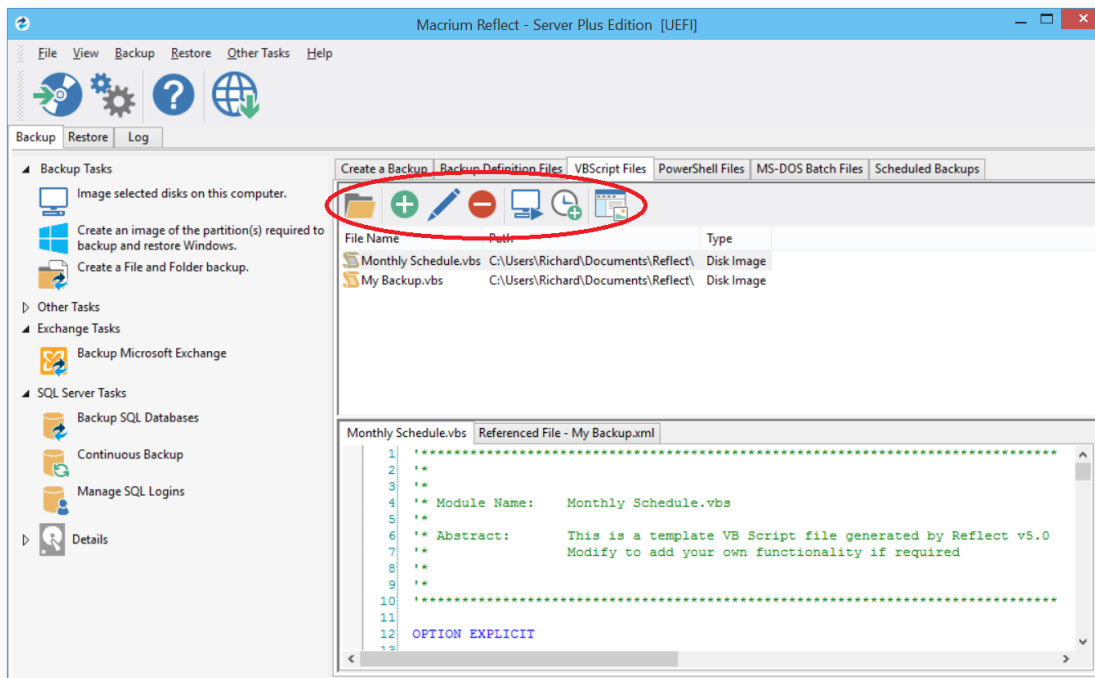 Macrium Reflect - Server Plus Edition [UEFI]
File View Backup Restore Other Tasks Help
Backup Restore Log
Backup Tasks
Image selected disks on this computer.
Create an image of the partition(s) required to
backup and restore Windows.
Create a File and Folder backup.
Other Tasks
Exchange Tasks
Backup Microsoft Exchange
SQL Server Tasks
Backup SQL Databases
Continuous Backup
Manage SQL Logins
Details
Create a Backup Backup Definition Files VBScript Files PowerShell Files MS-DOS Batch Files Scheduled Backups
File Name Path Type
Monthly Schedule.vbs C:\Users\Richard\Documents\Reflect\ Disk Image
My Backup.vbs C:\Users\Richard\Documents\Reflect\ Disk Image
Monthly Schedule.vbs Referenced File - My Backup.xml
1 '*******************************************************************************
2 '*
3 '*
4 '* Module Name: Monthly Schedule.vbs
5 '*
6 '* Abstract: This is a template VB Script file generated by Reflect v5.0
7 '* Modify to add your own functionality if required
8 '*
9 '*
10 '*******************************************************************************
11
12 OPTION EXPLICIT
13